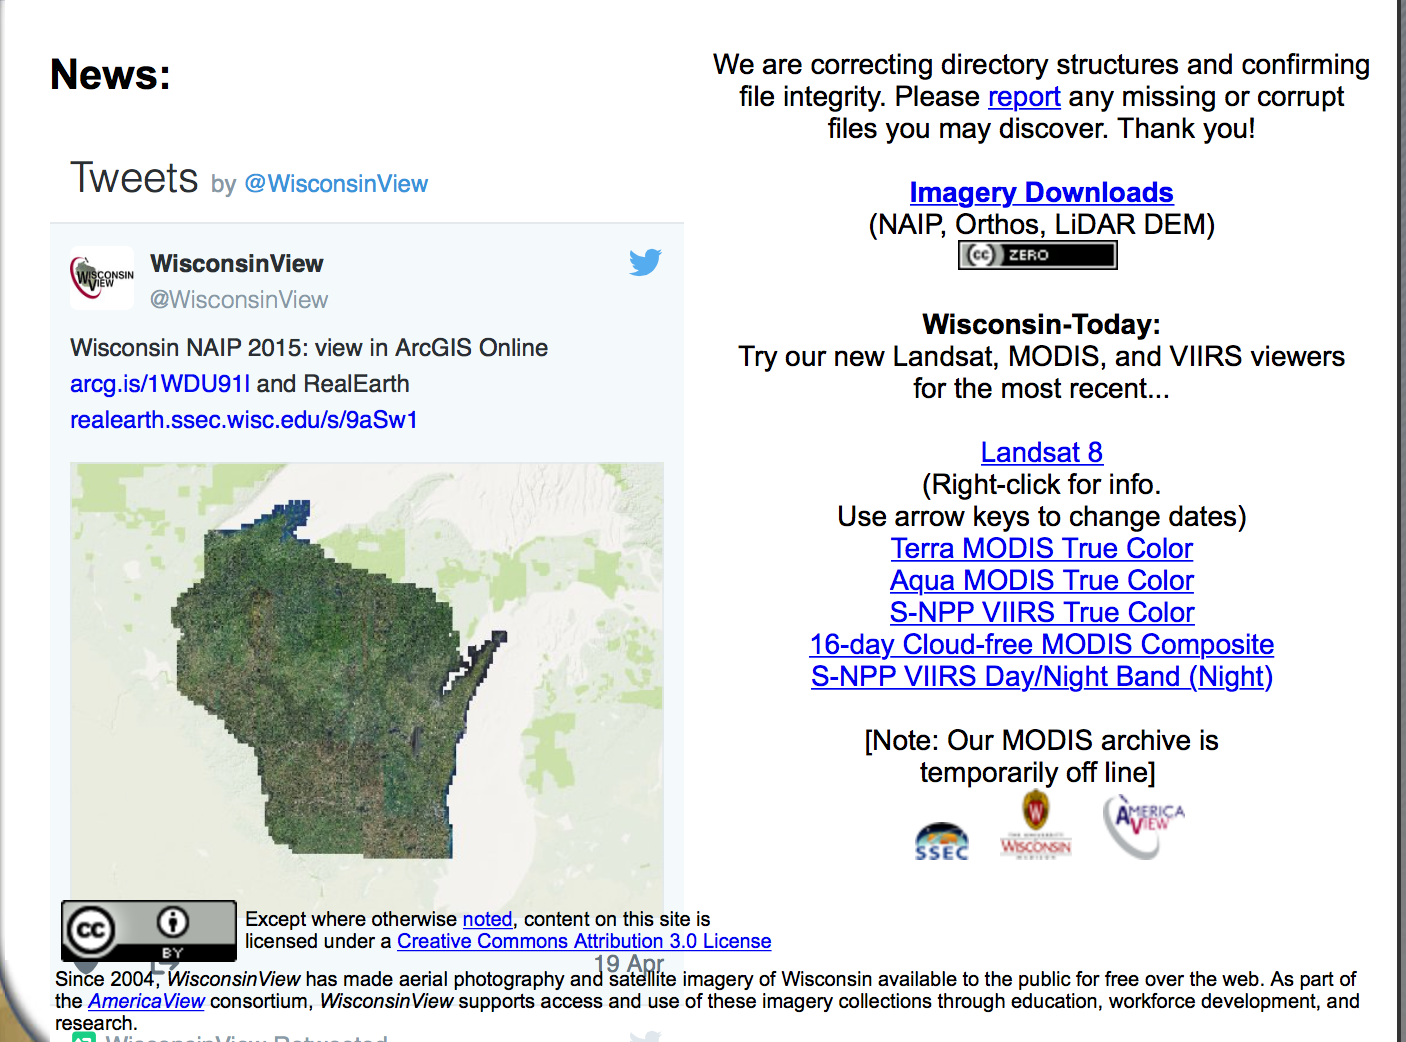 News:
Tweets by @WisconsinView
WISCONSIN
VIEW
WisconsinView
@WisconsinView
Wisconsin NAIP 2015: view in ArcGIS Online
arcg.is/1WDU91I and RealEarth
realearth.ssec.wisc.edu/s/9aSw1
19 Apr
WisconsinView Retweeted
We are correcting directory structures and confirming
file integrity. Please report any missing or corrupt
files you may discover. Thank you!
Imagery Downloads
(NAIP, Orthos, LiDAR DEM)
cc ZERO
Wisconsin-Today:
Try our new Landsat, MODIS, and VIIRS viewers
for the most recent...
Landsat 8
(Right-click for info.
Use arrow keys to change dates)
Terra MODIS True Color
Aqua MODIS True Color
S-NPP VIIRS True Color
16-day Cloud-free MODIS Composite
S-NPP VIIRS Day/Night Band (Night)
[Note: Our MODIS archive is
temporarily off line]
SSEC
W
THE UNIVERSITY
WISCONSIN
MADISON
AMERICA
VIEW
cc BY
Except where otherwise noted, content on this site is
licensed under a Creative Commons Attribution 3.0 License
Since 2004, WisconsinView has made aerial photography and satellite imagery of Wisconsin available to the public for free over the web. As part of
the AmericaView consortium, WisconsinView supports access and use of these imagery collections through education, workforce development, and
research.